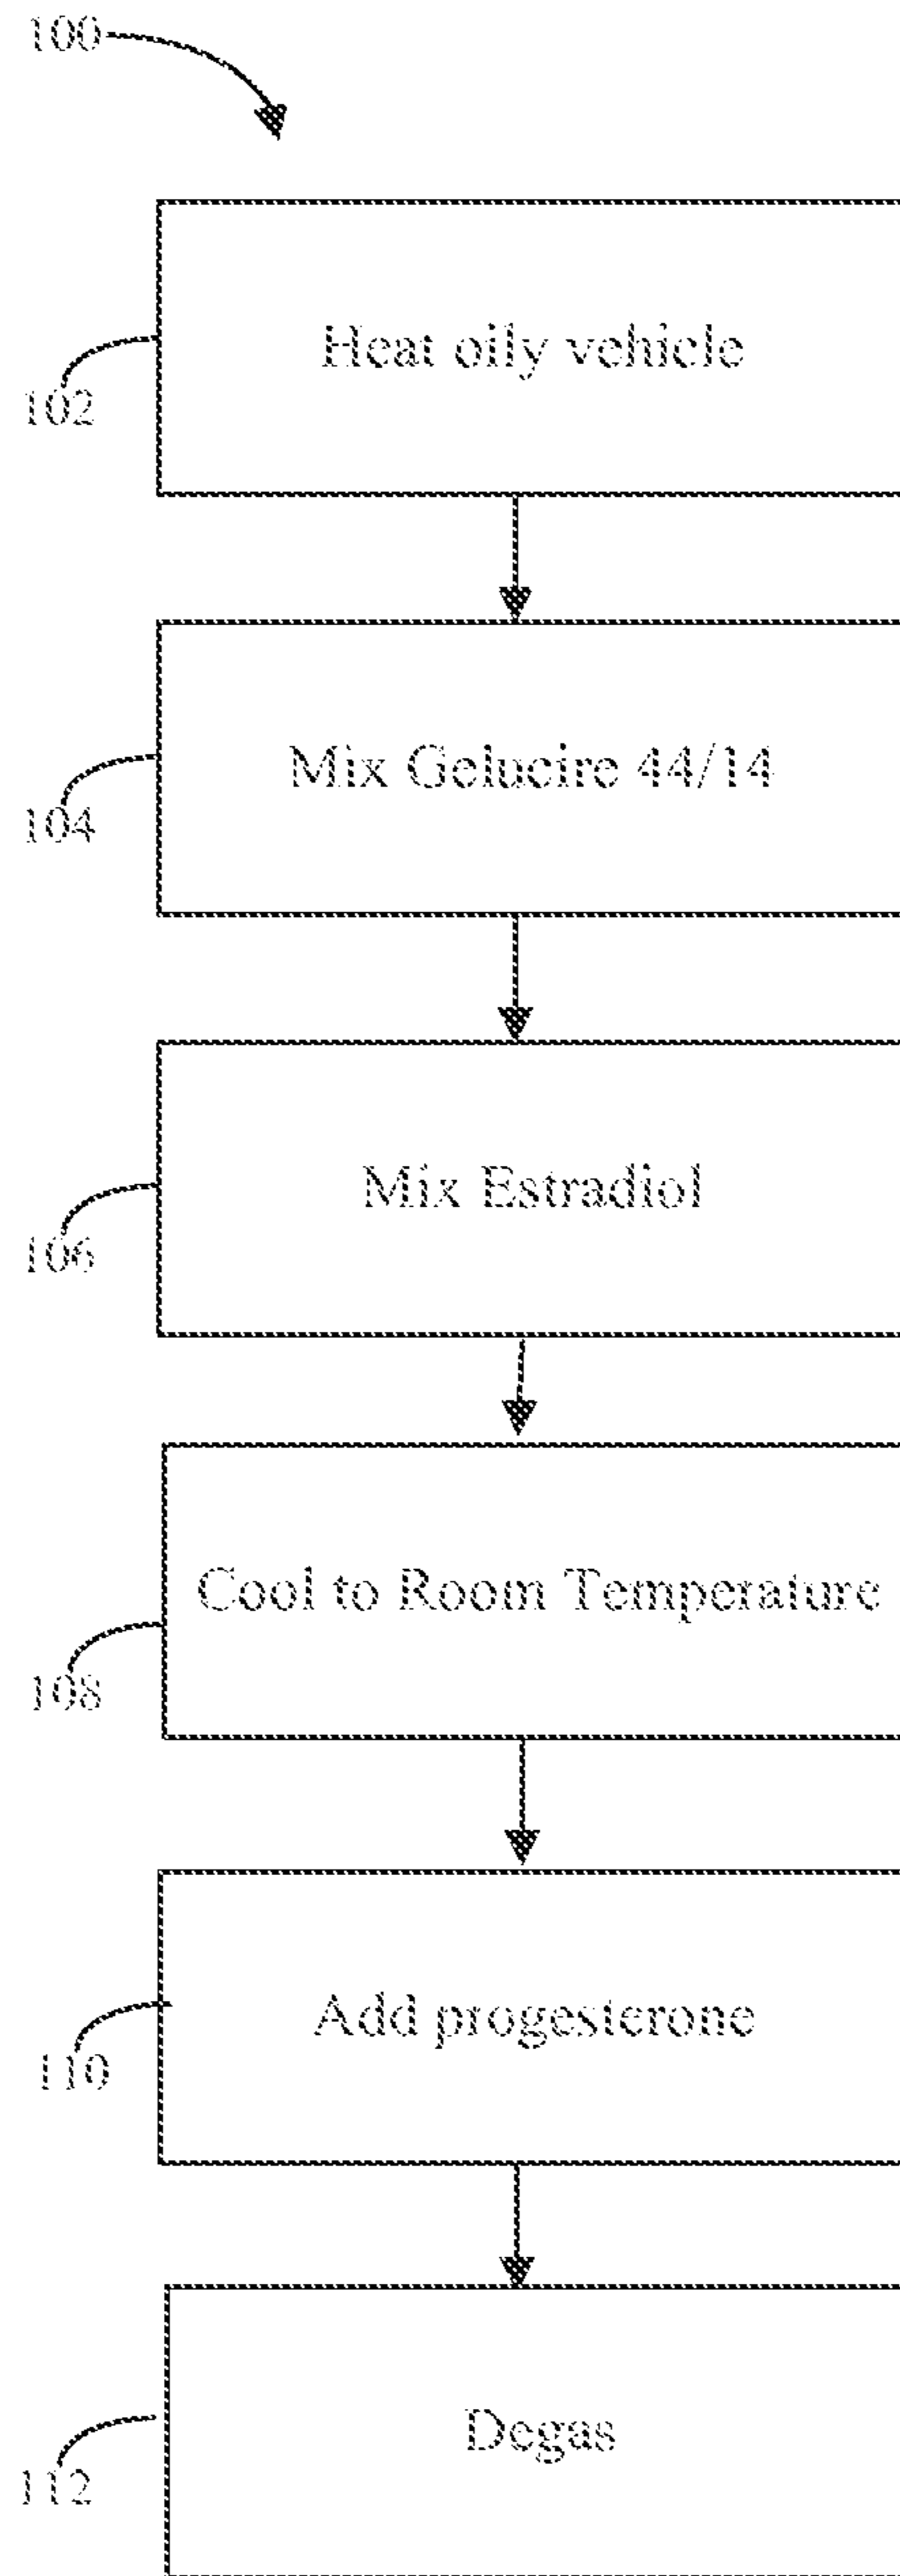 100
Heat oily vehicle
102
Mix Gelucire 44/14
104
Mix Estradiol
106
Cool to Room Temperature
108
Add progesterone
110
Degas
112